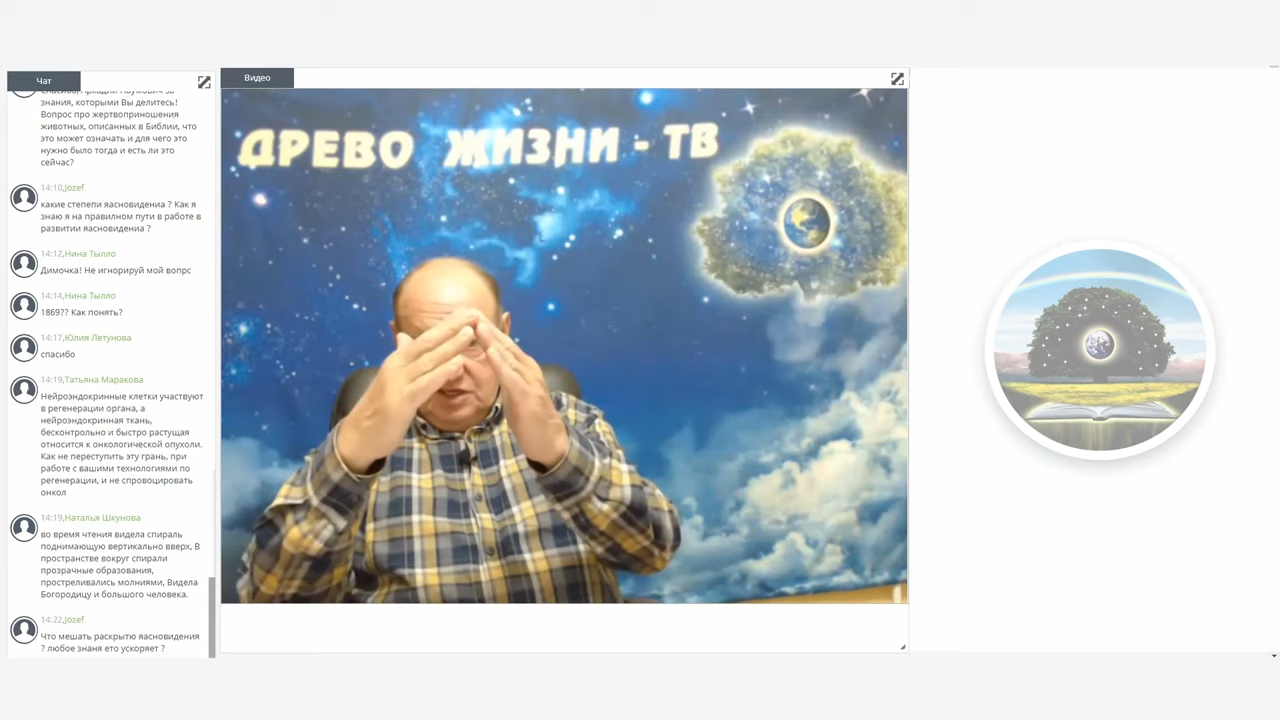 Чат
Видео
знания, которыми Вы делитесь!
Вопрос про жертвоприношения
животных, описанных в Библии, что
это может означать и для чего это
нужно было тогда и есть ли это
сейчас?
14:10,Jozef
какие степепи яасновидениа ? Как я
знаю я на правилном пути в работе в
развитии яасновидениа ?
14:12,Нина Тылло
Димочка! Не игнорируй мой вопрс
14:14,Нина Тылло
1869?? Как понять?
14:17,Юлия Летунова
спасибо
14:19,Татьяна Маракова
Нейроэндокринные клетки участвуют
в регенерации органа, а
нейроэндокринная ткань,
бесконтрольно и быстро растущая
относится к онкологической опухоли.
Как не переступить эту грань, при
работе с вашими технологиями по
регенерации, и не спровоцировать
онкол
14:19,Наталья Шкунова
во время чтения видела спираль
поднимающую вертикально вверх, В
пространстве вокруг спирали
прозрачные образования,
простреливались молниями, Видела
Богородицу и большого человека.
14:22,Jozef
Что мешать раскрытю яасновидения
? любое знаня ето ускоряет ?
ДРЕВО ЖИЗНИ - ТВ